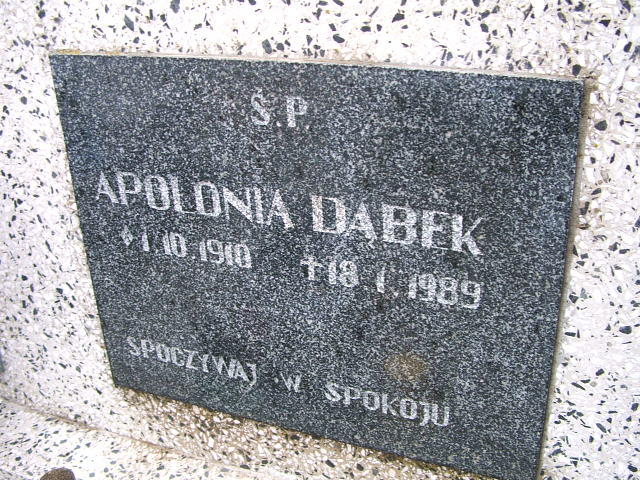 Ś.P.
APOLONIA DĄBEK
* 1.10.1910 † 18.1.1989
SPOCZYWAJ W SPOKOJU